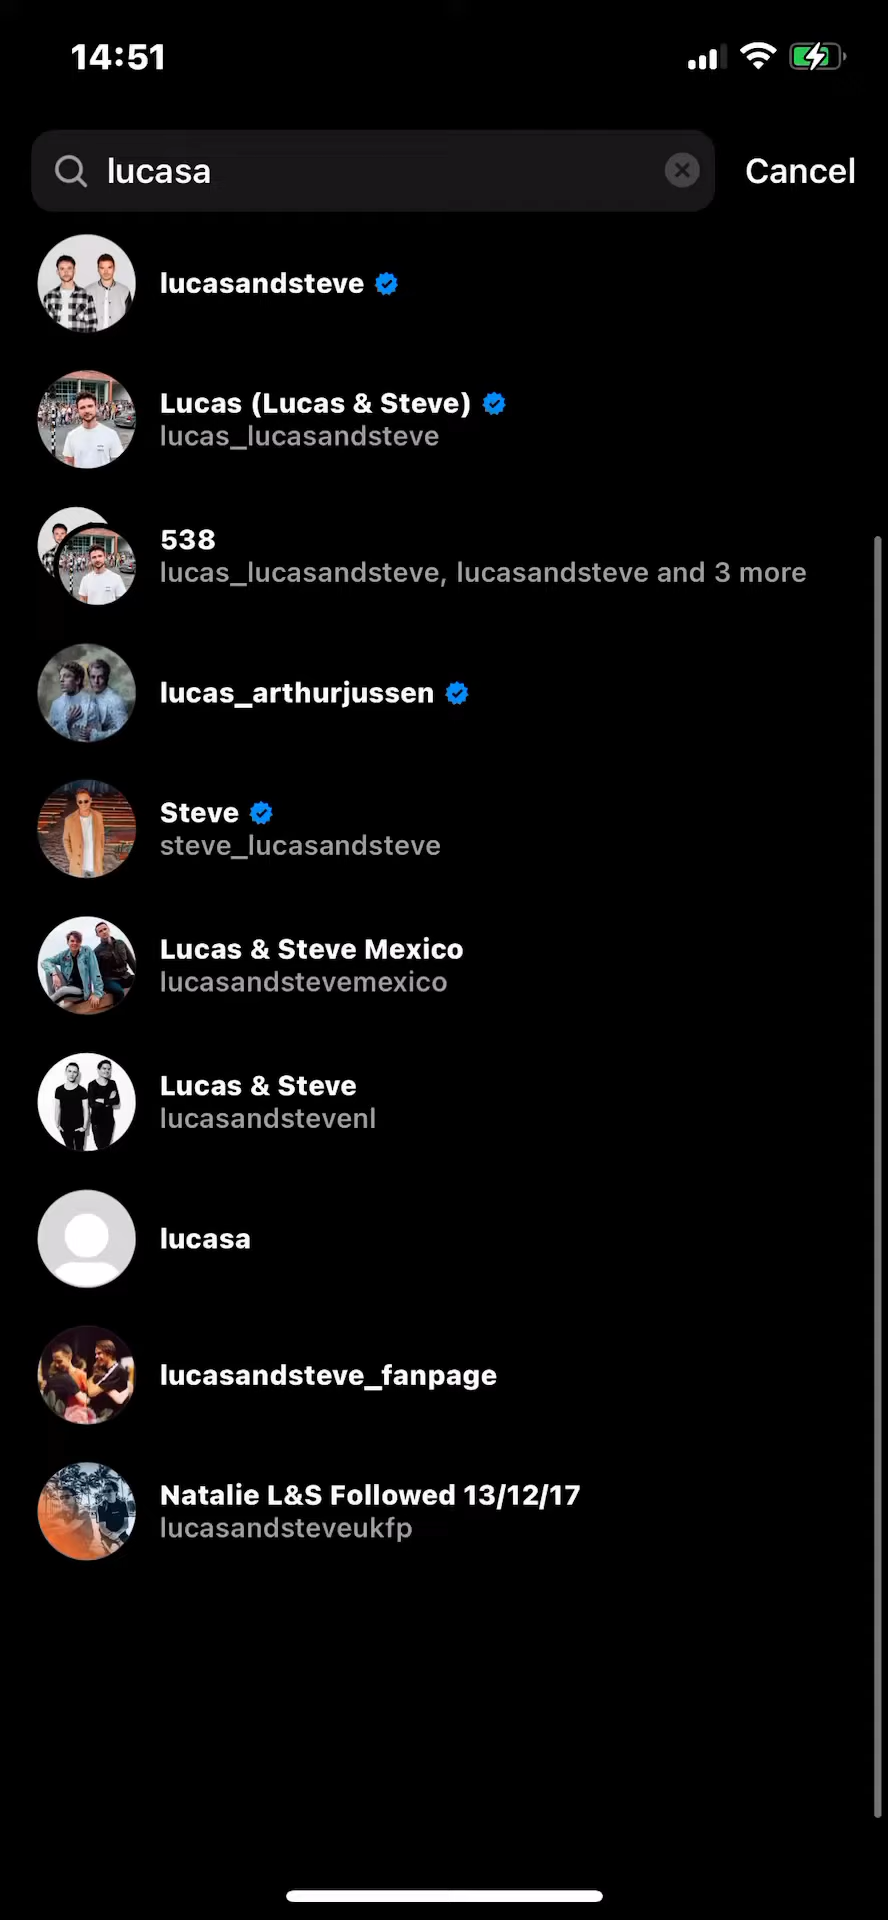 14:51
lucasa
Cancel
lucasandsteve
Lucas (Lucas & Steve)
lucas_lucasandsteve
538
lucas_lucasandsteve, lucasandsteve and 3 more
lucas_arthurjussen
Steve
steve_lucasandsteve
Lucas & Steve Mexico
lucasandstevemexico
Lucas & Steve
lucasandstevenl
lucasa
lucasandsteve_fanpage
Natalie L&S Followed 13/12/17
lucasandsteveukfp